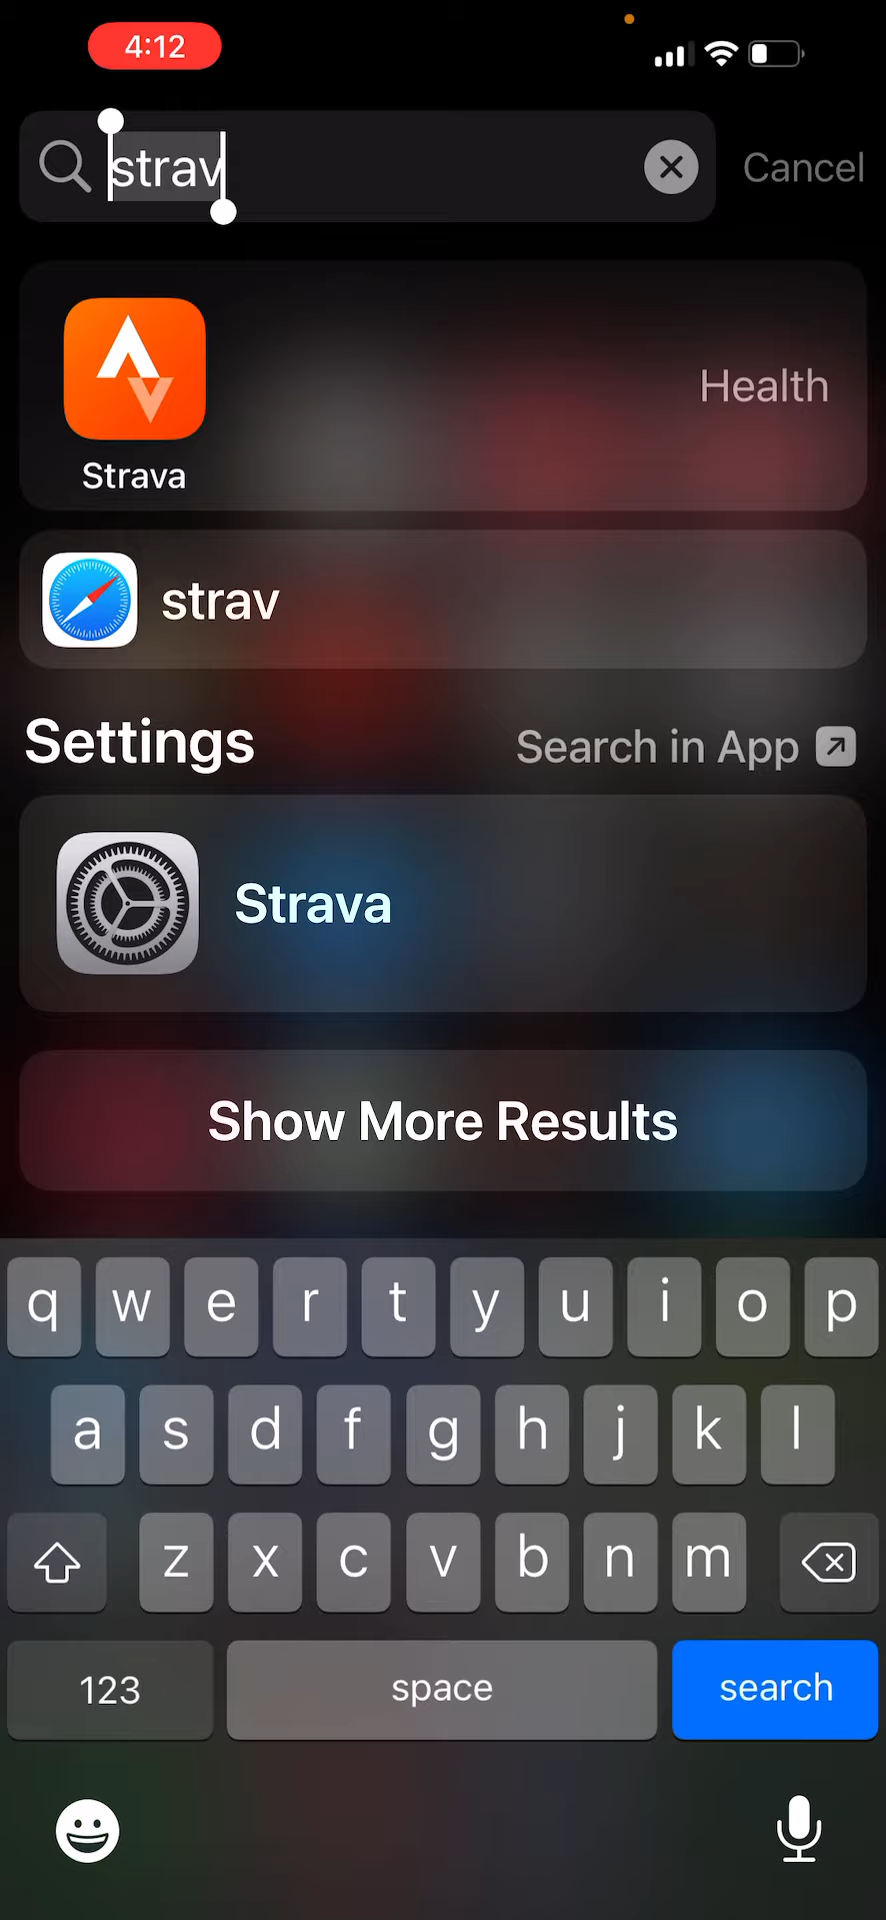 4:12
strav
Cancel
Health
Strava
strav
Settings
Search in App
Strava
Show More Results
q w e r t y u i o p
a s d f g h j k l
z x c v b n m
123 space search